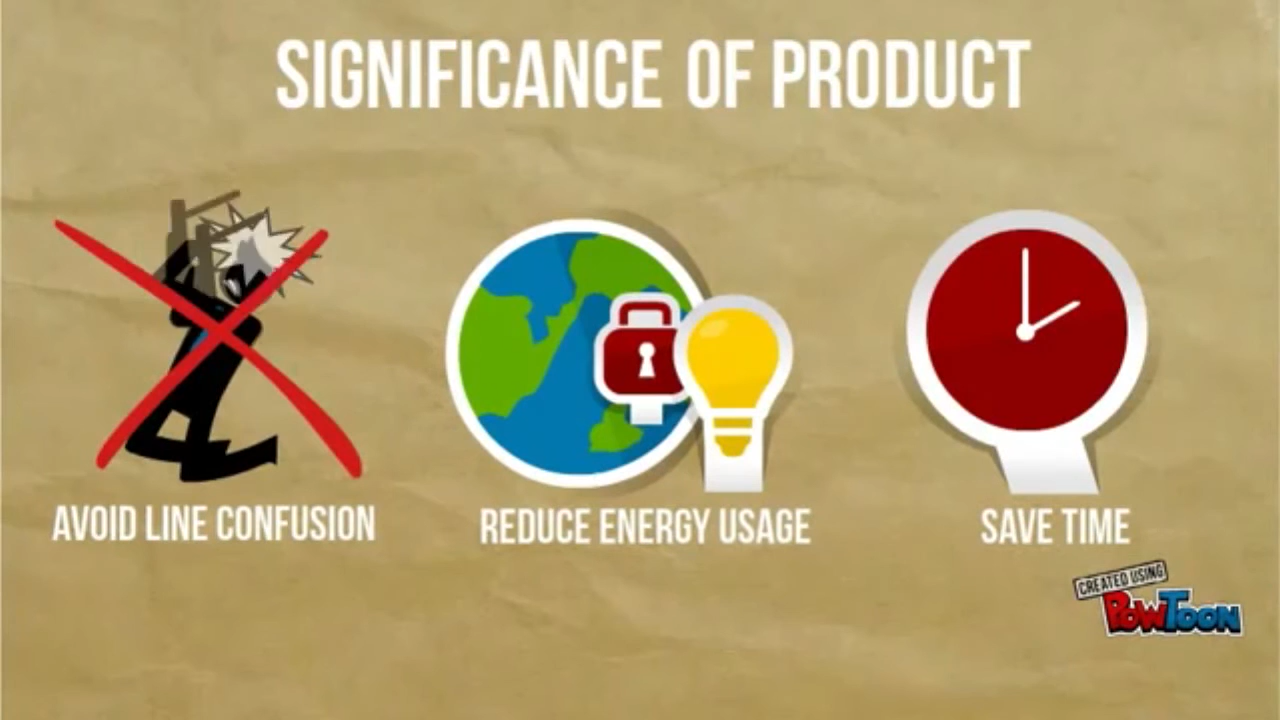 SIGNIFICANCE OF PRODUCT
AVOID LINE CONFUSION
REDUCE ENERGY USAGE
SAVE TIME
CREATED USING
POWTOON